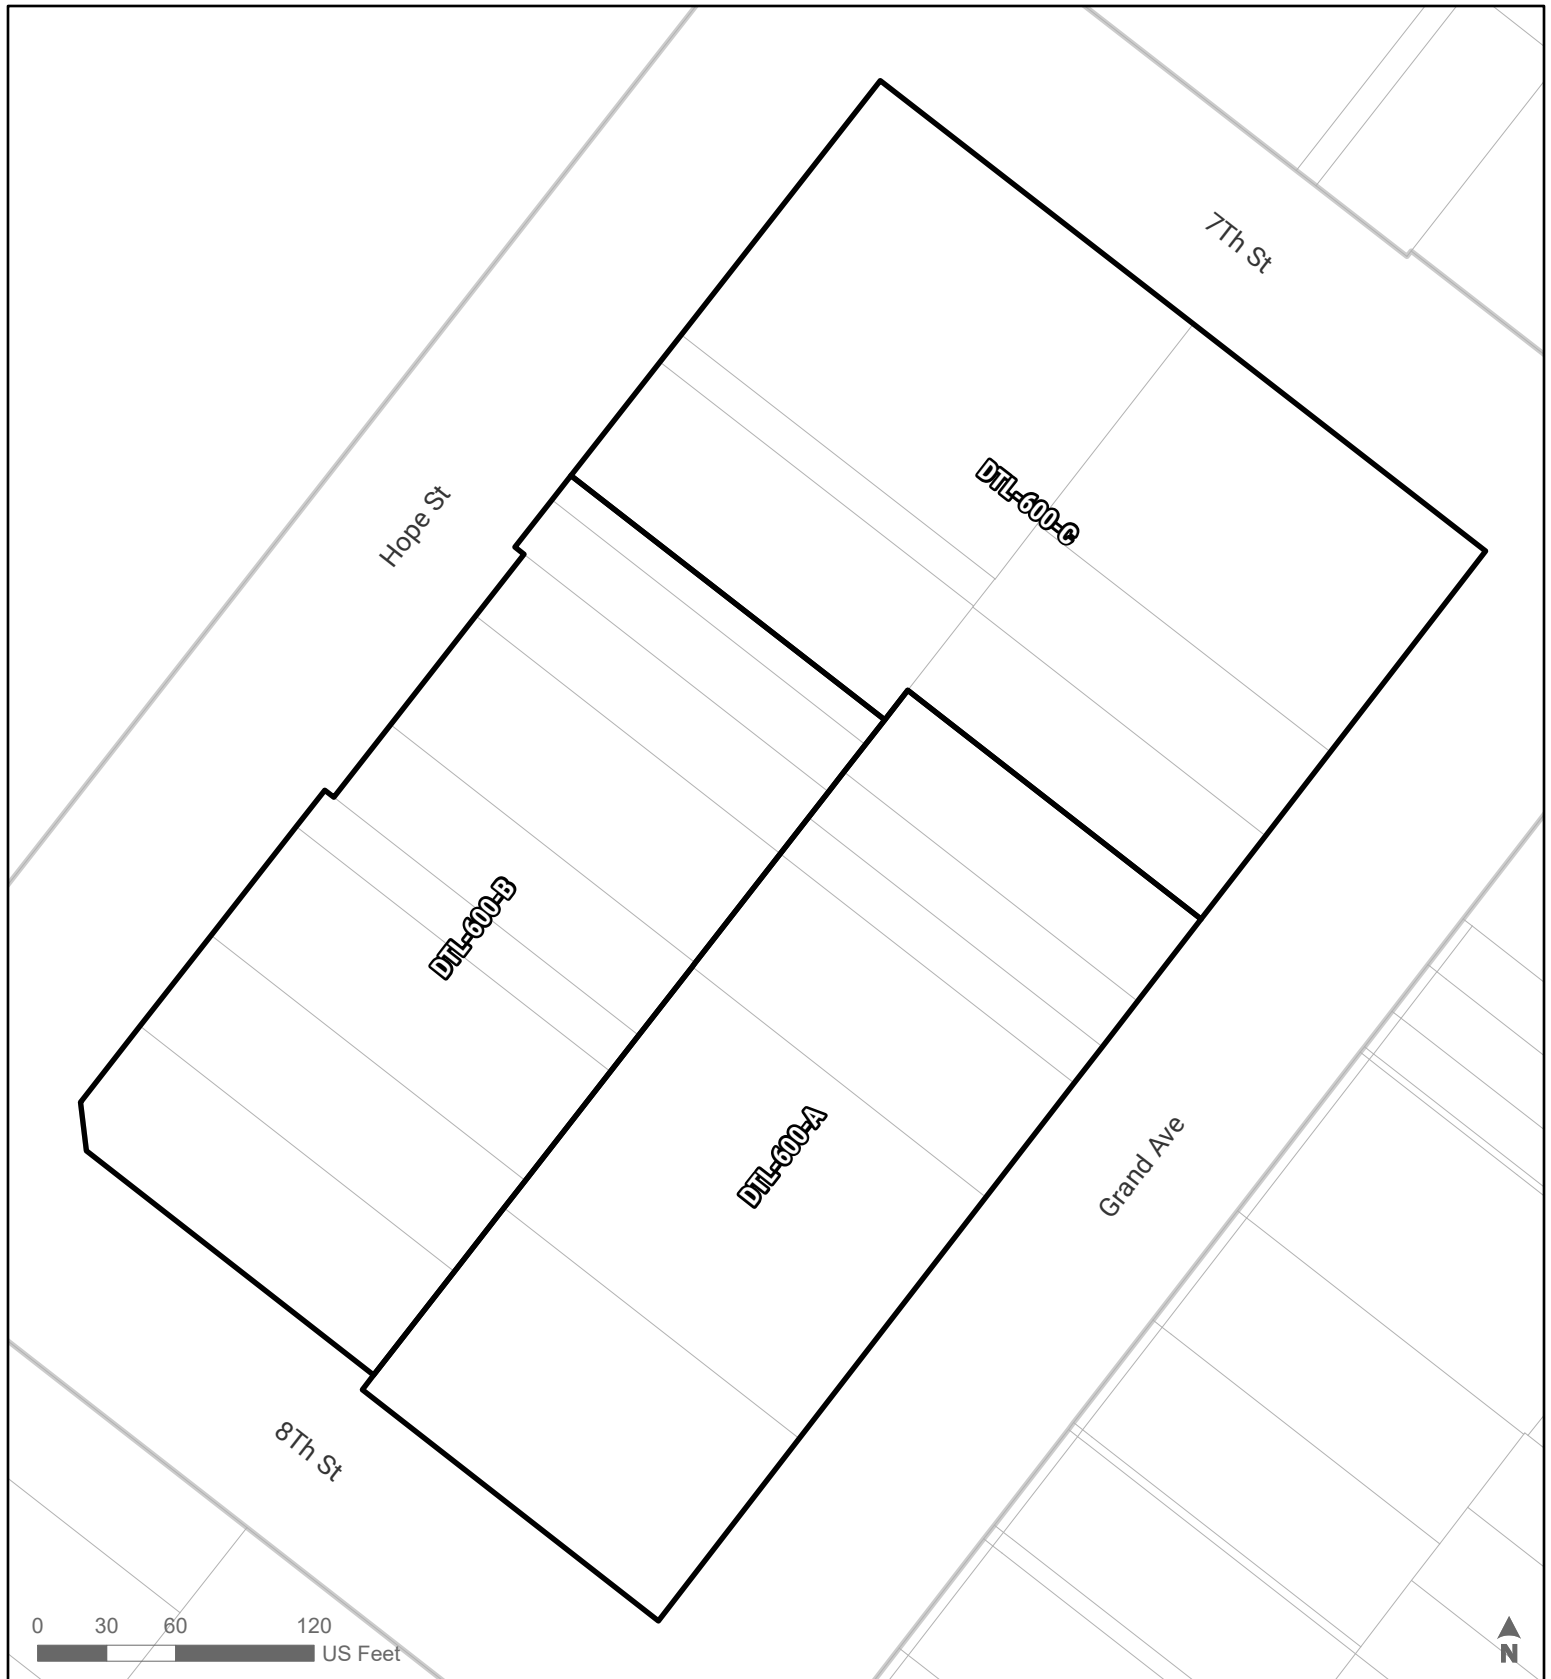 7Th St
DTL-600-C
Hope St
DTL-600-B
DTL-600-A
Grand Ave
8Th St
0 30 60 120
US Feet
N